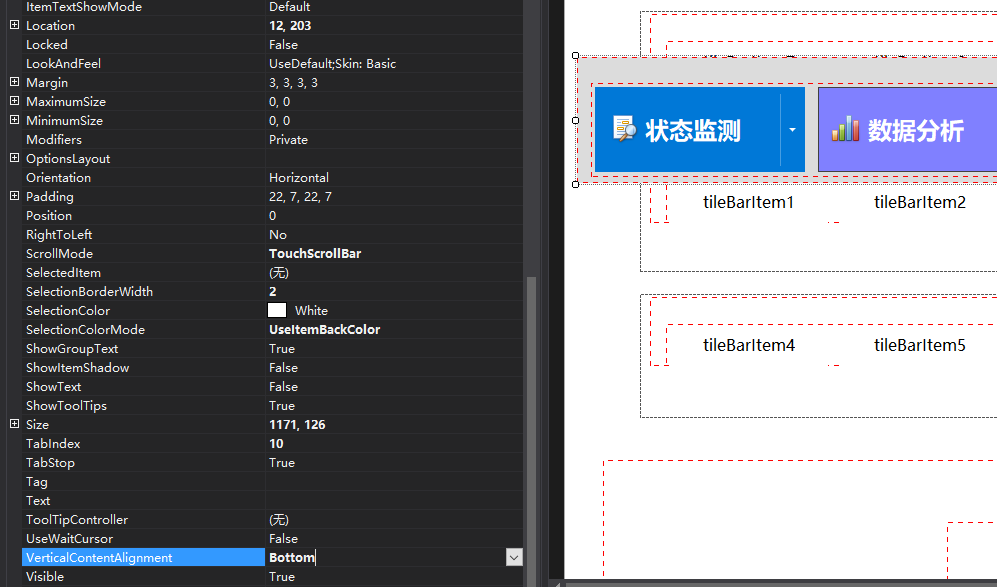 ItemTextShowMode Default
Location 12, 203
Locked False
LookAndFeel UseDefault;Skin: Basic
Margin 3, 3, 3, 3
MaximumSize 0, 0
MinimumSize 0, 0
Modifiers Private
OptionsLayout
Orientation Horizontal
Padding 22, 7, 22, 7
Position 0
RightToLeft No
ScrollMode TouchScrollBar
SelectedItem (无)
SelectionBorderWidth 2
SelectionColor White
SelectionColorMode UseItemBackColor
ShowGroupText True
ShowItemShadow False
ShowText False
ShowToolTips True
Size 1171, 126
TabIndex 10
TabStop True
Tag
Text
ToolTipController (无)
UseWaitCursor False
VerticalContentAlignment Bottom
Visible True
状态监测 数据分析
tileBarItem1 tileBarItem2
tileBarItem4 tileBarItem5